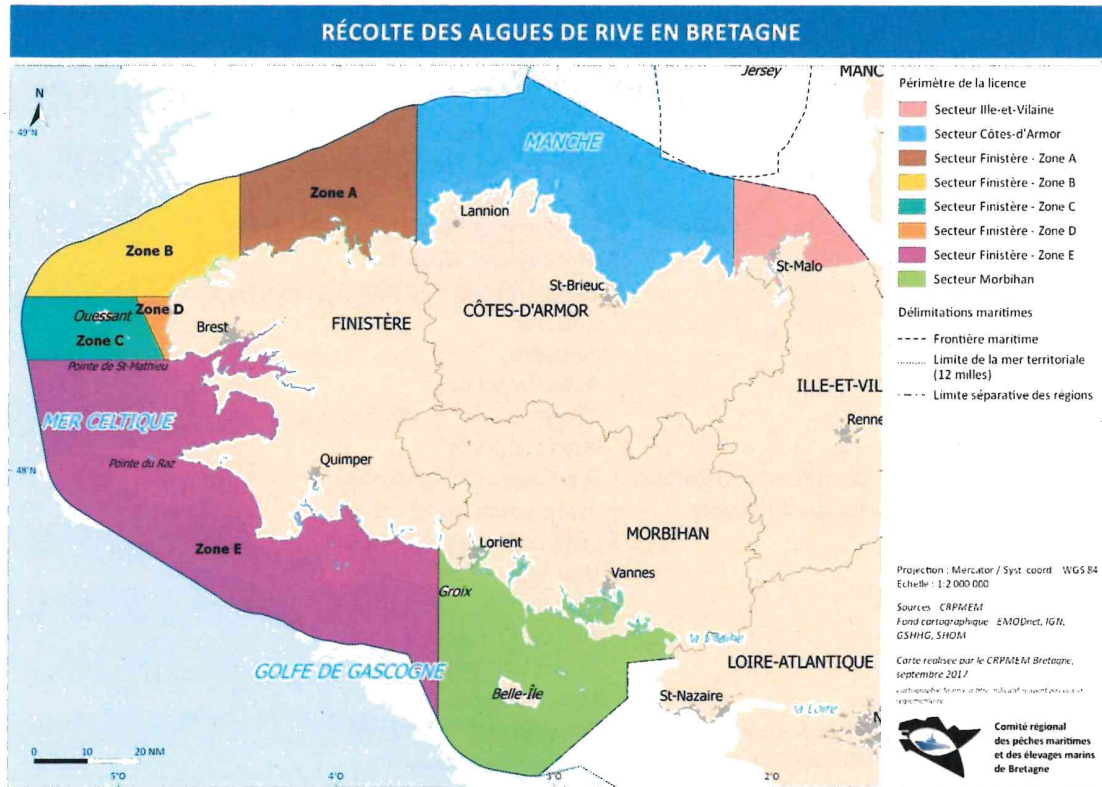 RÉCOLTE DES ALGUES DE RIVE EN BRETAGNE
N
49°N
48°N
5°O
4°O
3°O
2°O
Jersey
MANC
MANCHE
Zone A
Lannion
Zone B
St-Malo
St-Brieuc
Ouessant
Zone D
Zone C
Brest
FINISTÈRE
CÔTES-D'ARMOR
Pointe de St-Mathieu
ILLE-ET-VIL
MER CELTIQUE
Renne
Pointe du Raz
Quimper
MORBIHAN
Zone E
Lorient
Vannes
Groix
la Vilaine
GOLFE DE GASCOGNE
LOIRE-ATLANTIQUE
Belle-Île
St-Nazaire
la Loire
N
0 10 20 NM
Périmètre de la licence
Secteur Ille-et-Vilaine
Secteur Côtes-d'Armor
Secteur Finistère - Zone A
Secteur Finistère - Zone B
Secteur Finistère - Zone C
Secteur Finistère - Zone D
Secteur Finistère - Zone E
Secteur Morbihan
Délimitations maritimes
Frontière maritime
Limite de la mer territoriale
(12 milles)
Limite séparative des régions
Projection : Mercator / Syst coord WGS 84
Echelle : 1:2 000 000
Sources CRPMEM
Fond cartographique EMODnet, IGN,
GSHHG, SHOM
Carte realisee par le CRPMEM Bretagne,
septembre 2017
Comité régional
des pêches maritimes
et des élevages marins
de Bretagne